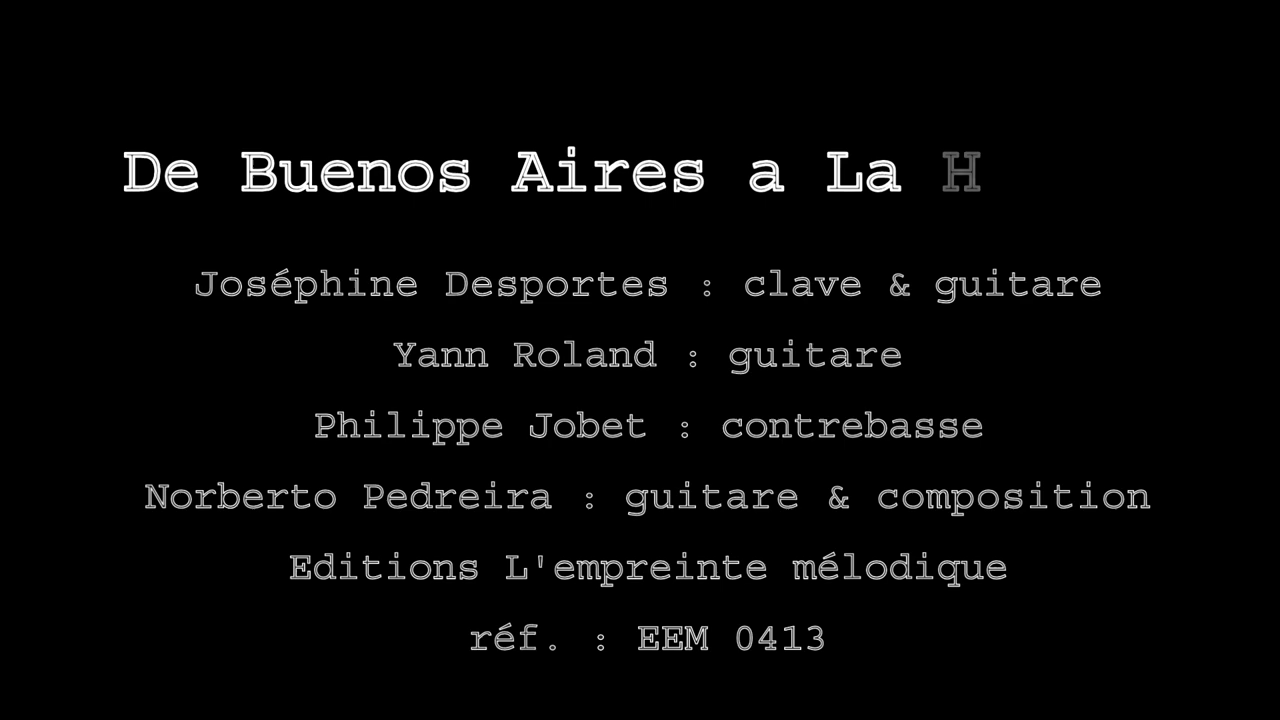 De Buenos Aires a La H
Joséphine Desportes : clave & guitare
Yann Roland : guitare
Philippe Jobet : contrebasse
Norberto Pedreira : guitare & composition
Editions L'empreinte mélodique
réf. : EEM 0413